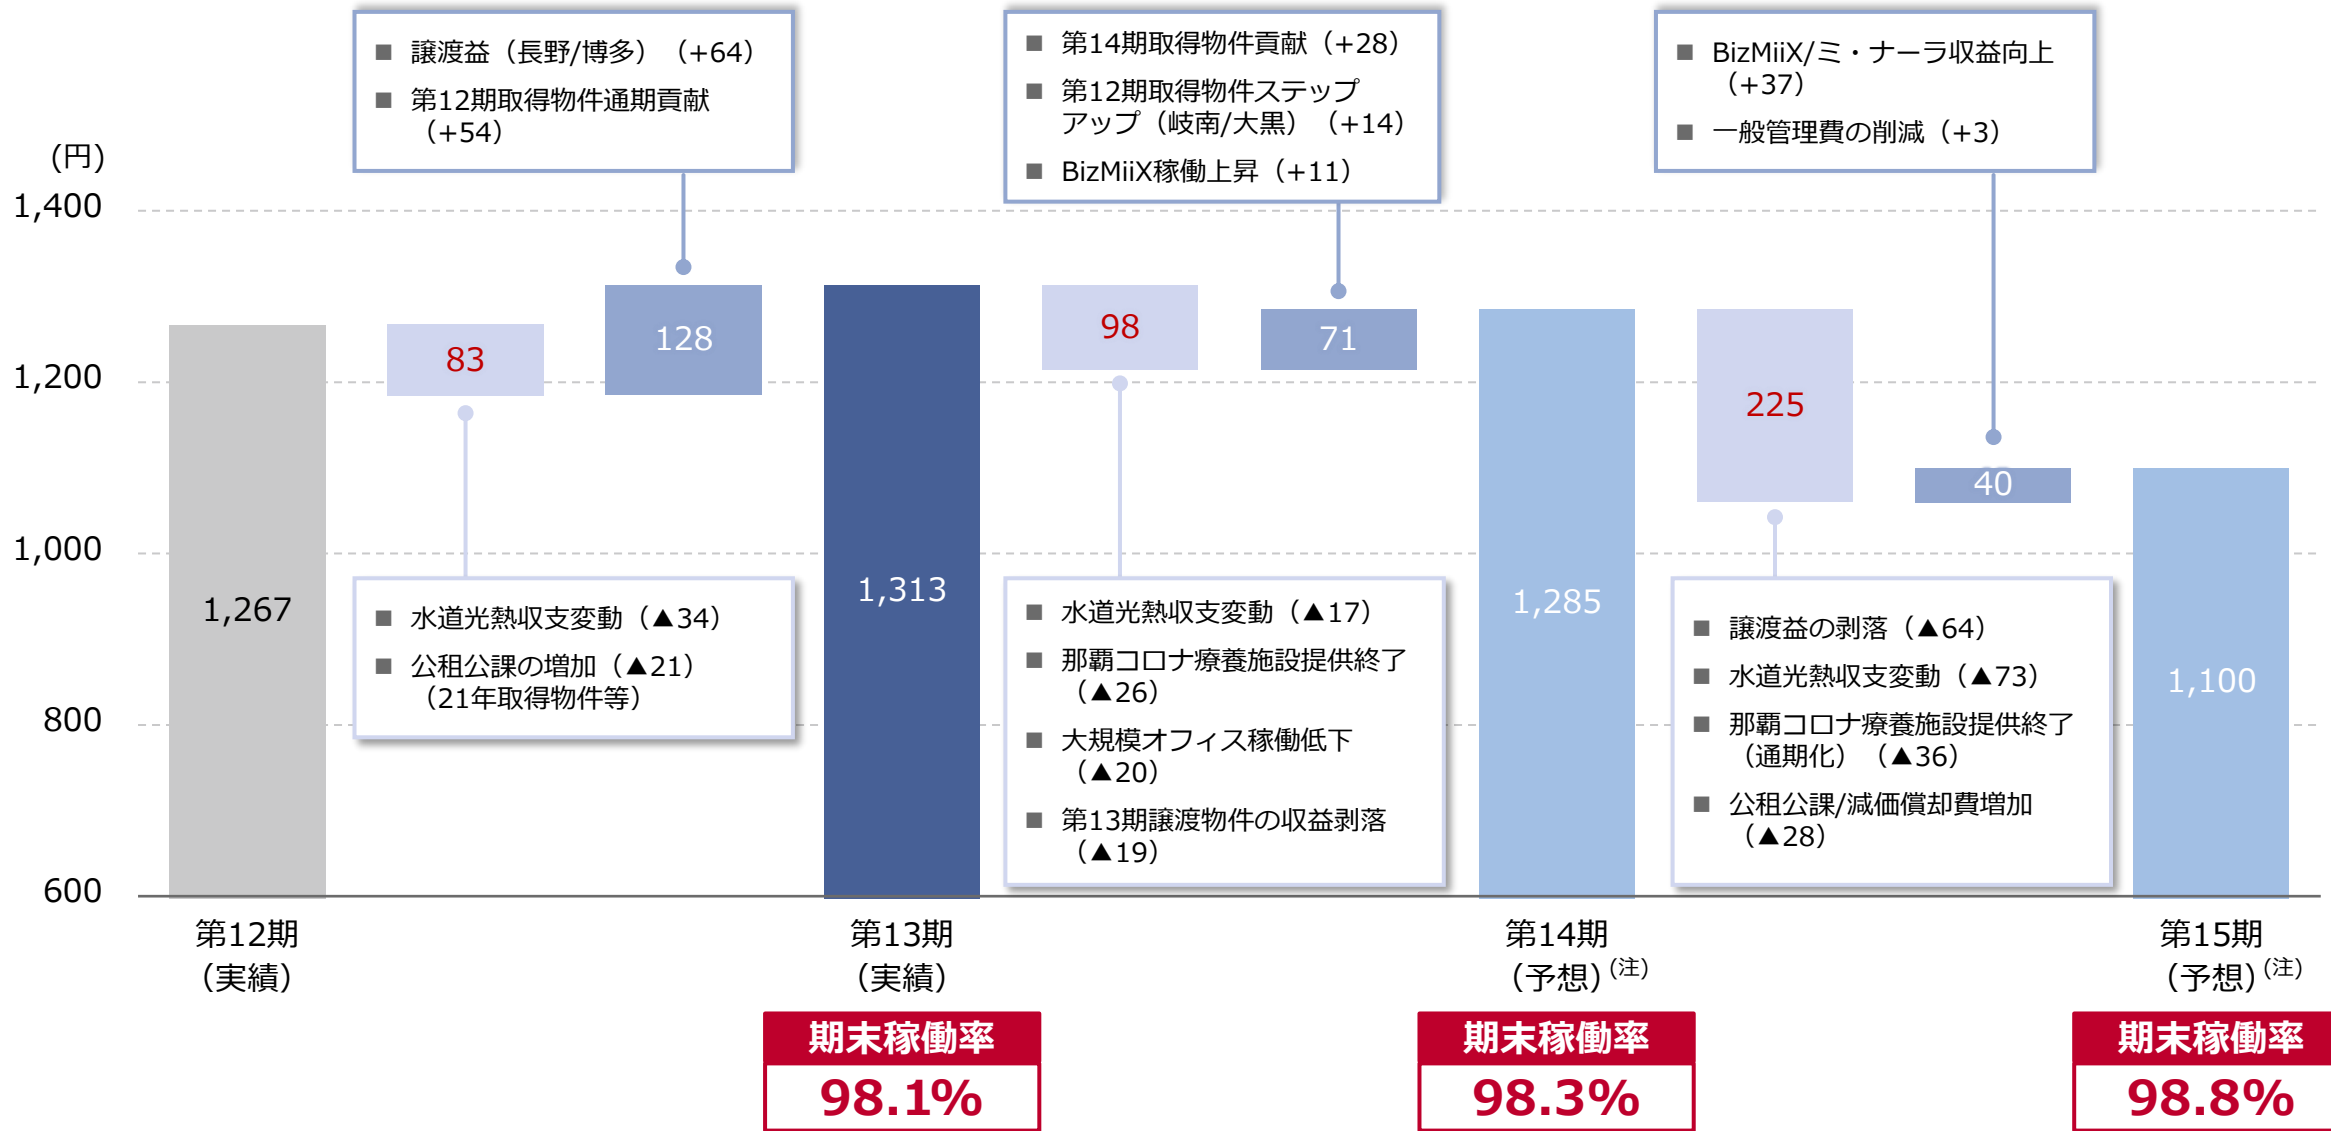 ■ 譲渡益（長野/博多）（+64）
■ 第12期取得物件通期貢献
（+54）
■ 第14期取得物件貢献（+28）
■ 第12期取得物件ステップ
アップ（岐南/大黒）（+14）
■ BizMiiX稼働上昇（+11）
■ BizMiiX/ミ・ナーラ収益向上
（+37）
■ 一般管理費の削減（+3）
(円)
1,400
1,200
1,000
800
600
1,267
83
128
1,313
98
71
1,285
225
40
1,100
■ 水道光熱収支変動（▲34）
■ 公租公課の増加（▲21）
（21年取得物件等）
■ 水道光熱収支変動（▲17）
■ 那覇コロナ療養施設提供終了
（▲26）
■ 大規模オフィス稼働低下
（▲20）
■ 第13期譲渡物件の収益剥落
（▲19）
■ 譲渡益の剥落（▲64）
■ 水道光熱収支変動（▲73）
■ 那覇コロナ療養施設提供終了
（通期化）（▲36）
■ 公租公課/減価償却費増加
（▲28）
第12期
（実績）
第13期
（実績）
第14期
（予想）(注)
第15期
（予想）(注)
期末稼働率
98.1%
期末稼働率
98.3%
期末稼働率
98.8%